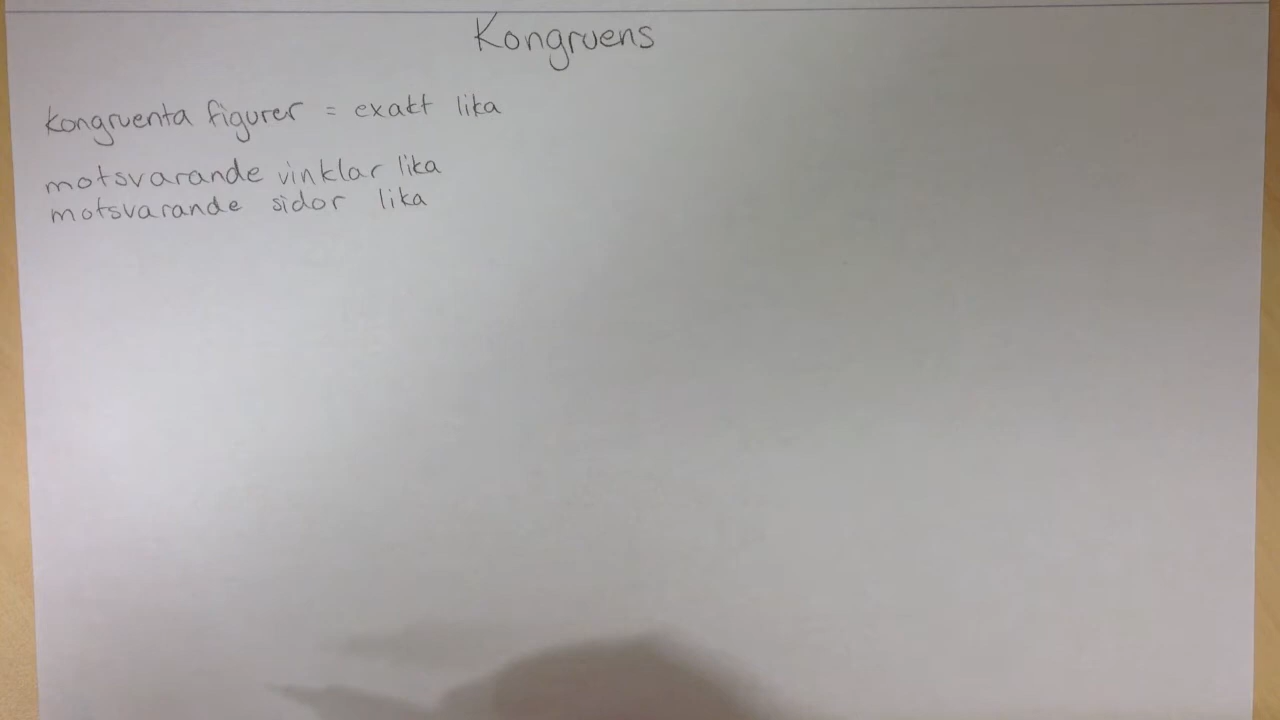 Kongruens
kongruenta figurer = exakt lika
motsvarande vinklar lika
motsvarande sidor lika